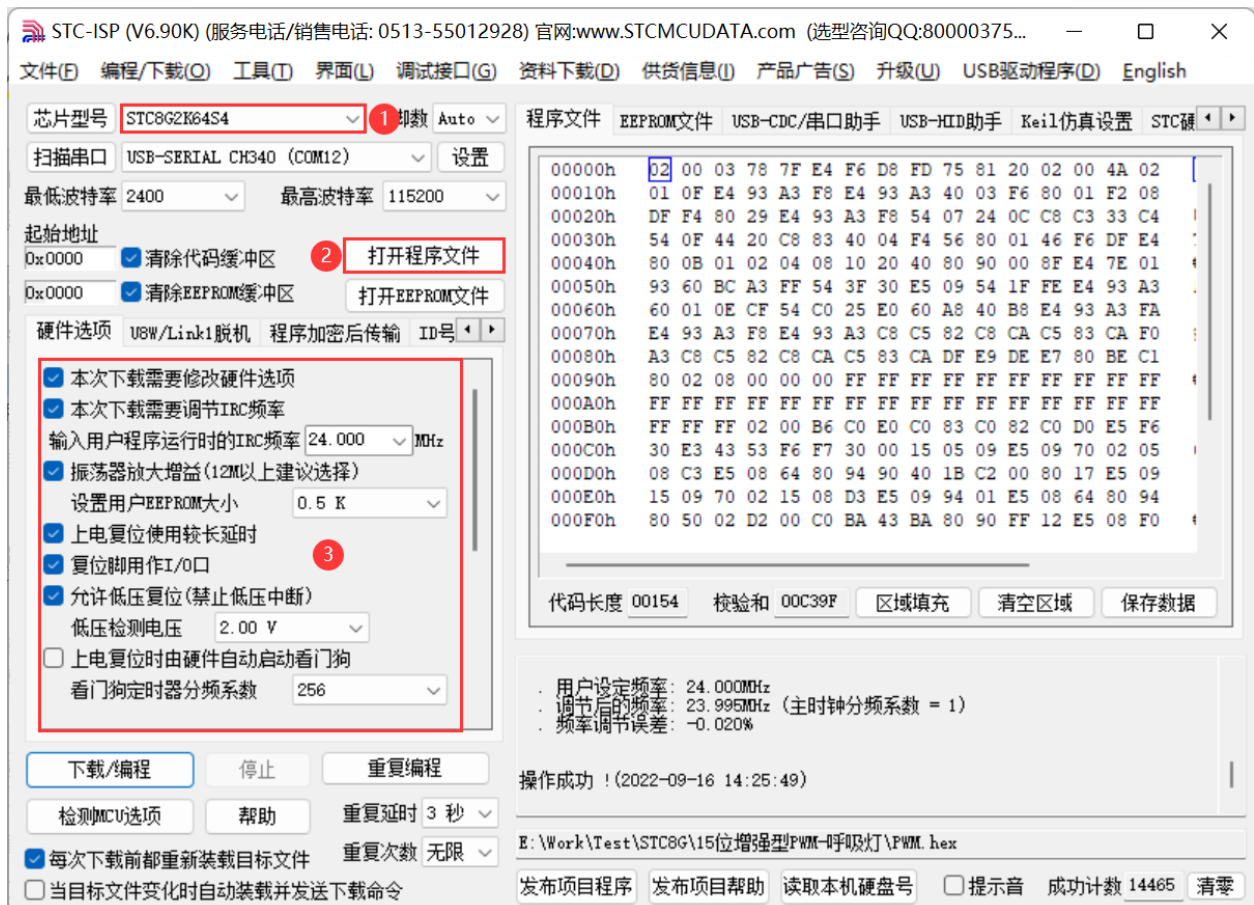 STC-ISP (V6.90K) (服务电话/销售电话: 0513-55012928) 官网:www.STCMCUDATA.com (选型咨询QQ:80000375...
文件(F) 编程/下载(O) 工具(T) 界面(L) 调试接口(G) 资料下载(D) 供货信息(I) 产品广告(S) 升级(U) USB驱动程序(D) English
芯片型号 STC8G2K64S4 1 脚数 Auto
扫描串口 USB-SERIAL CH340 (COM12) 设置
最低波特率 2400 最高波特率 115200
起始地址
0x0000 清除代码缓冲区 2 打开程序文件
0x0000 清除EEPROM缓冲区 打开EEPROM文件
硬件选项 U8W/Link1脱机 程序加密后传输 ID号
本次下载需要修改硬件选项
本次下载需要调节IRC频率
输入用户程序运行时的IRC频率 24.000 MHz
振荡器放大增益(12M以上建议选择)
设置用户EEPROM大小 0.5 K
上电复位使用较长延时
复位脚用作I/O口 3
允许低压复位(禁止低压中断)
低压检测电压 2.00 V
上电复位时由硬件自动启动看门狗
看门狗定时器分频系数 256
下载/编程 停止 重复编程
检测MCU选项 帮助 重复延时 3 秒
每次下载前都重新装载目标文件 重复次数 无限
当目标文件变化时自动装载并发送下载命令
程序文件 EEPROM文件 USB-CDC/串口助手 USB-HID助手 Keil仿真设置 STC硬
00000h 02 00 03 78 7F E4 F6 D8 FD 75 81 20 02 00 4A 02
00010h 01 0F E4 93 A3 F8 E4 93 A3 40 03 F6 80 01 F2 08
00020h DF F4 80 29 E4 93 A3 F8 54 07 24 0C C8 C3 33 C4
00030h 54 0F 44 20 C8 83 40 04 F4 56 80 01 46 F6 DF E4
00040h 80 0B 01 02 04 08 10 20 40 80 90 00 8F E4 7E 01
00050h 93 60 BC A3 FF 54 3F 30 E5 09 54 1F FE E4 93 A3
00060h 60 01 0E CF 54 C0 25 E0 60 A8 40 B8 E4 93 A3 FA
00070h E4 93 A3 F8 E4 93 A3 C8 C5 82 C8 CA C5 83 CA F0
00080h A3 C8 C5 82 C8 CA C5 83 CA DF E9 DE E7 80 BE C1
00090h 80 02 08 00 00 00 FF FF FF FF FF FF FF FF FF FF
000A0h FF FF FF FF FF FF FF FF FF FF FF FF FF FF FF FF
000B0h FF FF FF 02 00 B6 C0 E0 C0 83 C0 82 C0 D0 E5 F6
000C0h 30 E3 43 53 F6 F7 30 00 15 05 09 E5 09 70 02 05
000D0h 08 C3 E5 08 64 80 94 90 40 1B C2 00 80 17 E5 09
000E0h 15 09 70 02 15 08 D3 E5 09 94 01 E5 08 64 80 94
000F0h 80 50 02 D2 00 C0 BA 43 BA 80 90 FF 12 E5 08 F0
代码长度 00154 校验和 00C39F 区域填充 清空区域 保存数据
. 用户设定频率: 24.000MHz
. 调节后的频率: 23.995MHz (主时钟分频系数 = 1)
. 频率调节误差: -0.020%
操作成功 !(2022-09-16 14:25:49)
E:\Work\Test\STC8G\15位增强型PWM-呼吸灯\PWM.hex
发布项目程序 发布项目帮助 读取本机硬盘号 提示音 成功计数 14465 清零